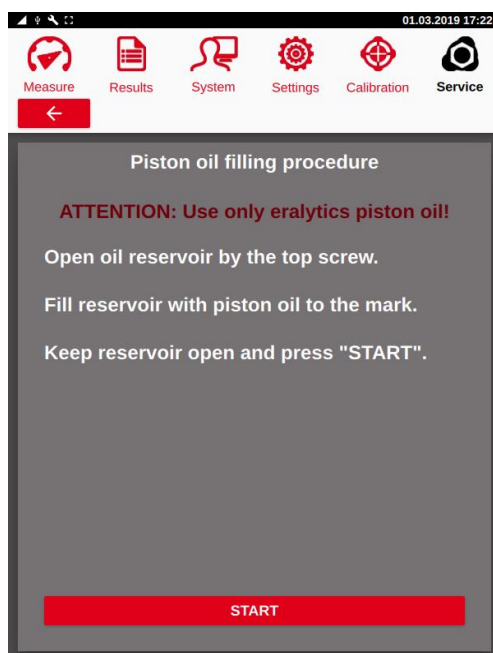 01.03.2019 17:22
Measure Results System Settings Calibration Service
Piston oil filling procedure
ATTENTION: Use only eralytics piston oil!
Open oil reservoir by the top screw.
Fill reservoir with piston oil to the mark.
Keep reservoir open and press "START".
START